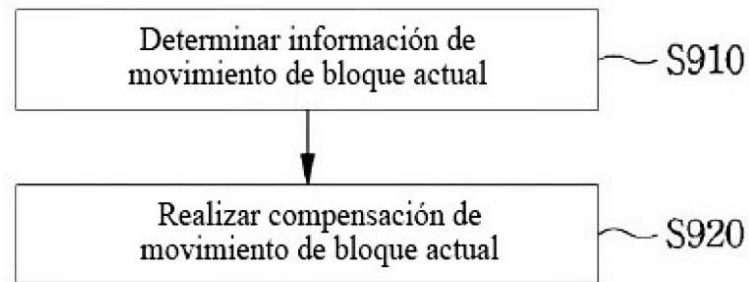 Determinar información de
movimiento de bloque actual
S910
Realizar compensación de
movimiento de bloque actual
S920